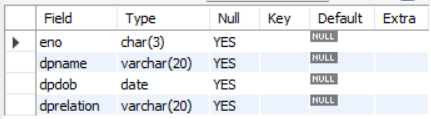 Field Type Null Key Default Extra
eno char(3) YES NULL
dpname varchar(20) YES NULL
dpdob date YES NULL
dprelation varchar(20) YES NULL